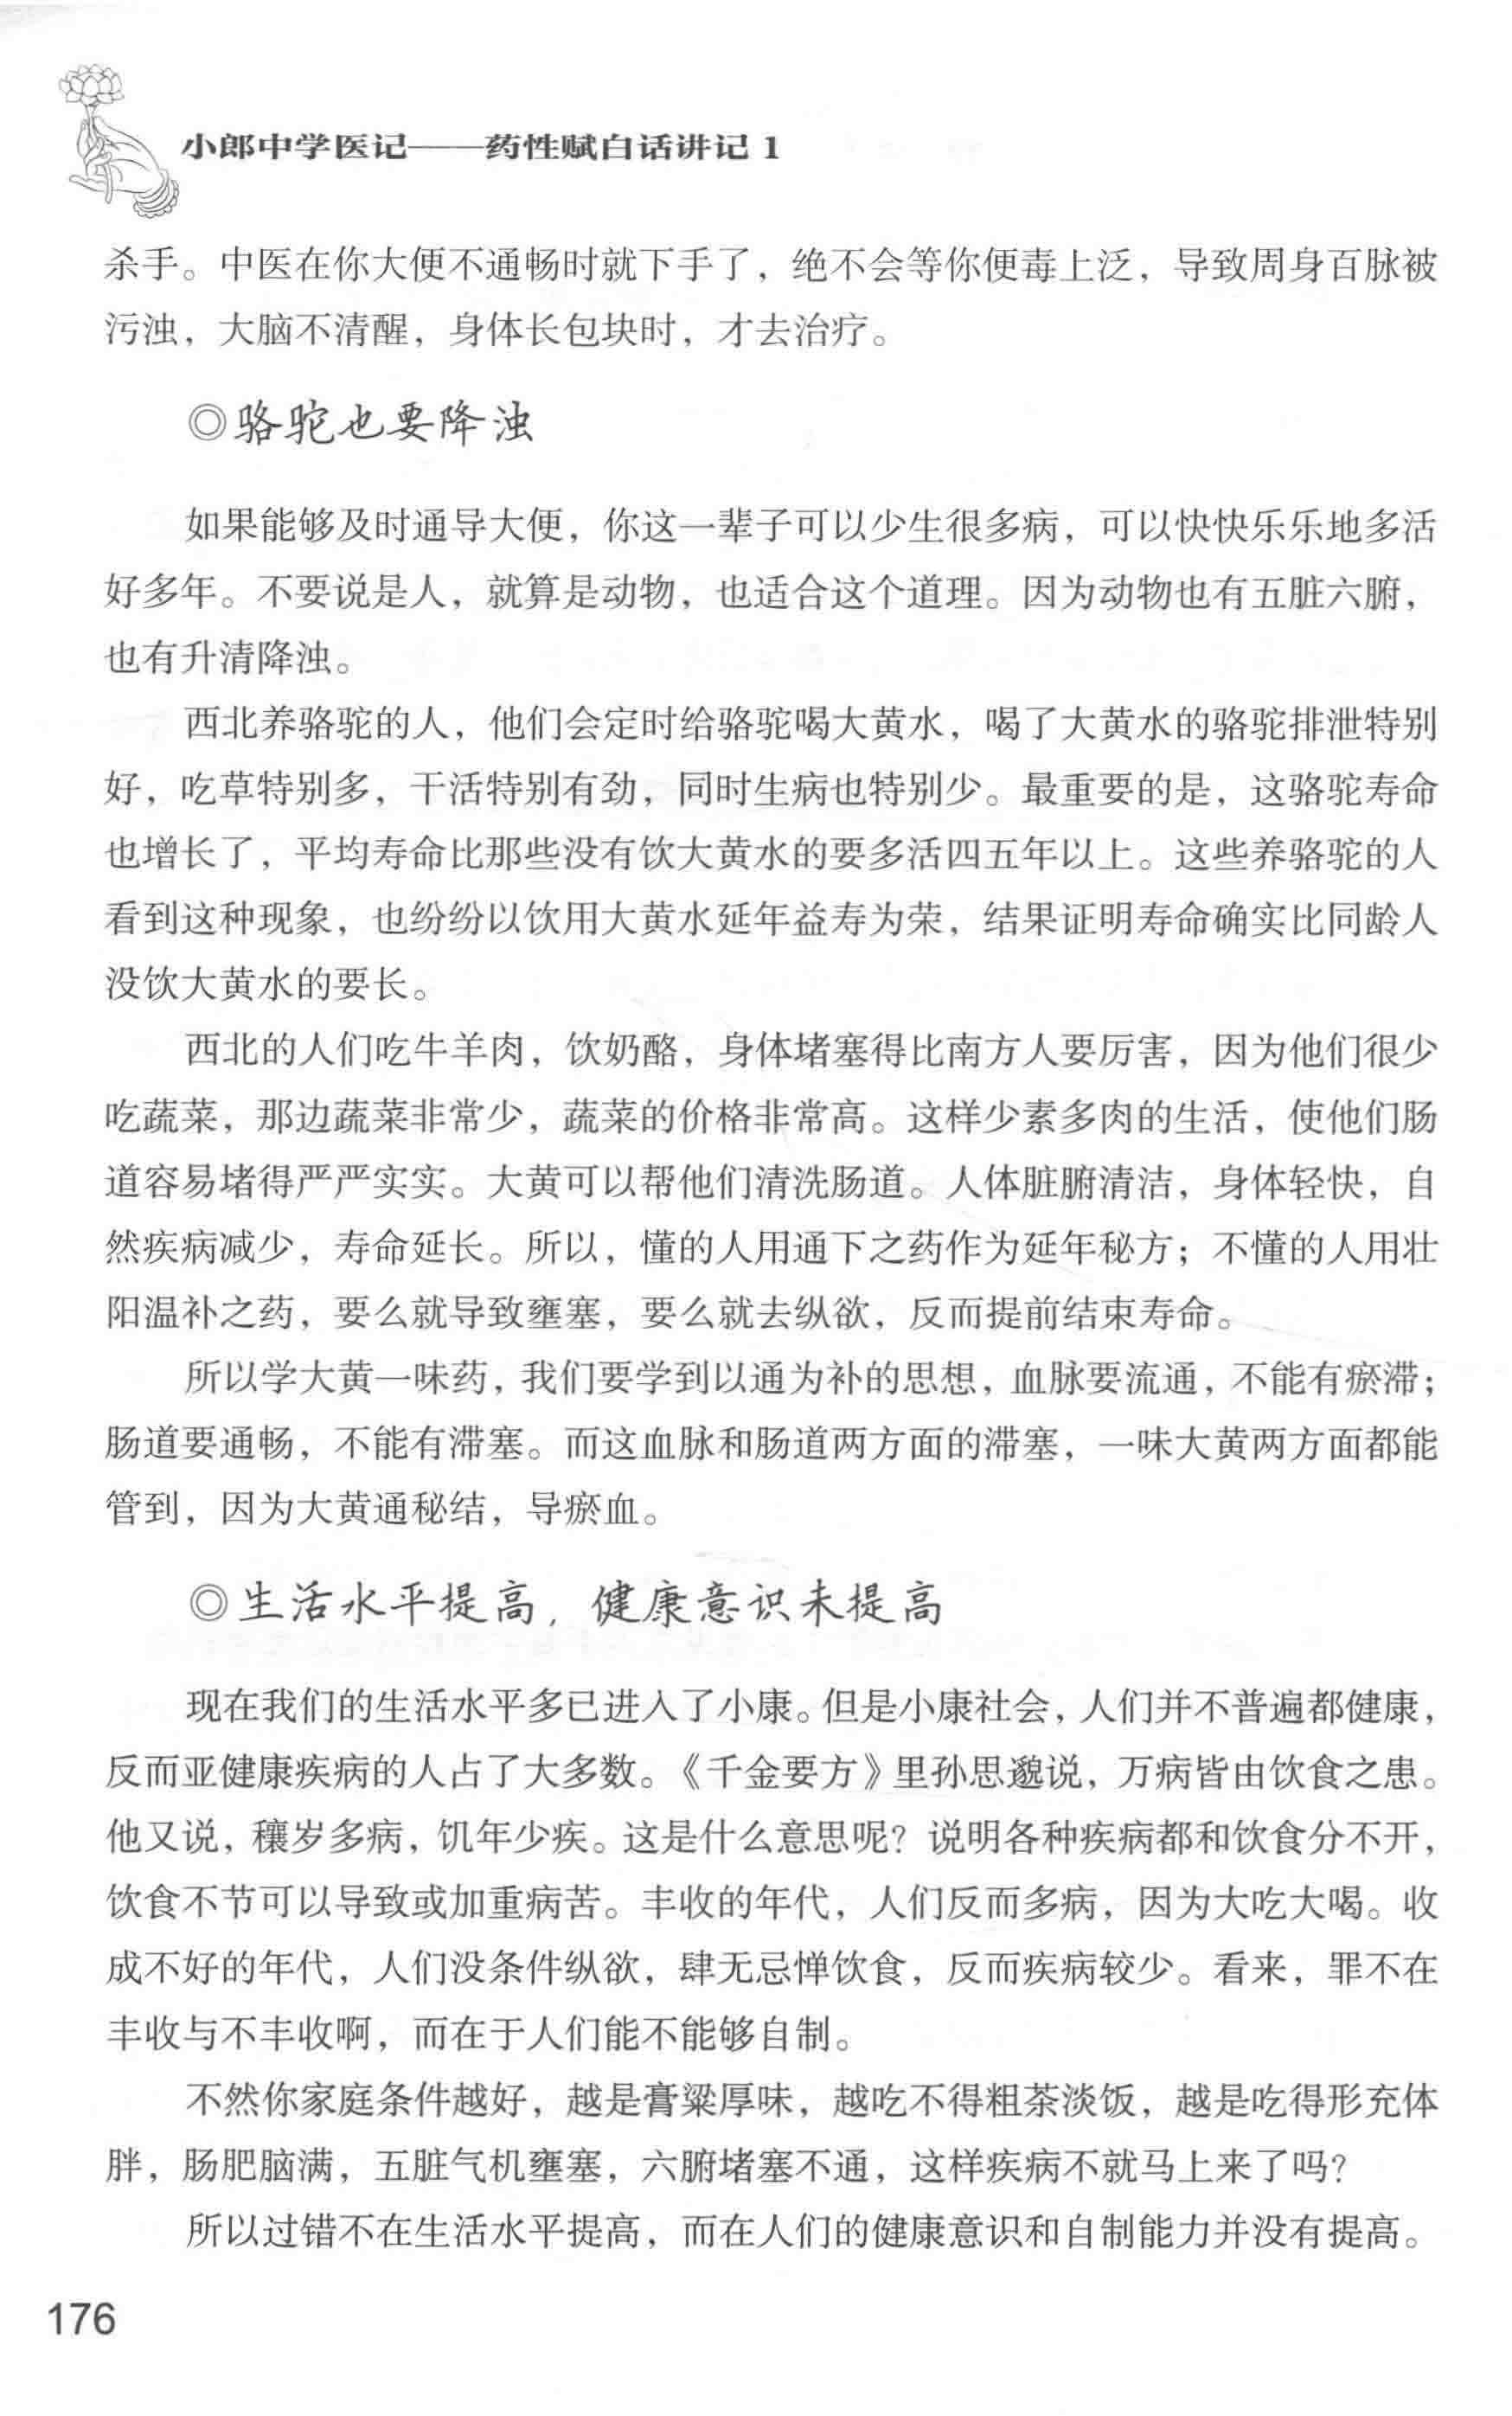 小郎中学医记——药性赋白话讲记 1
杀手。中医在你大便不通畅时就下手了，绝不会等你便毒上泛，导致周身百脉被
污浊，大脑不清醒，身体长包块时，才去治疗。
◎骆驼也要降浊
如果能够及时通导大便，你这一辈子可以少生很多病，可以快快乐乐地多活
好多年。不要说是人，就算是动物，也适合这个道理。因为动物也有五脏六腑，
也有升清降浊。
西北养骆驼的人，他们会定时给骆驼喝大黄水，喝了大黄水的骆驼排泄特别
好，吃草特别多，干活特别有劲，同时生病也特别少。最重要的是，这骆驼寿命
也增长了，平均寿命比那些没有饮大黄水的要多活四五年以上。这些养骆驼的人
看到这种现象，也纷纷以饮用大黄水延年益寿为荣，结果证明寿命确实比同龄人
没饮大黄水的要长。
西北的人们吃牛羊肉，饮奶酪，身体堵塞得比南方人要厉害，因为他们很少
吃蔬菜，那边蔬菜非常少，蔬菜的价格非常高。这样少素多肉的生活，使他们肠
道容易堵得严严实实。大黄可以帮他们清洗肠道。人体脏腑清洁，身体轻快，自
然疾病减少，寿命延长。所以，懂的人用通下之药作为延年秘方；不懂的人用壮
阳温补之药，要么就导致壅塞，要么就去纵欲，反而提前结束寿命。
所以学大黄一味药，我们要学到以通为补的思想，血脉要流通，不能有瘀滞；
肠道要通畅，不能有滞塞。而这血脉和肠道两方面的滞塞，一味大黄两方面都能
管到，因为大黄通秘结，导瘀血。
◎生活水平提高，健康意识未提高
现在我们的生活水平多已进入了小康。但是小康社会，人们并不普遍都健康，
反而亚健康疾病的人占了大多数。《千金要方》里孙思邈说，万病皆由饮食之患。
他又说，穰岁多病，饥年少疾。这是什么意思呢？说明各种疾病都和饮食分不开，
饮食不节可以导致或加重病苦。丰收的年代，人们反而多病，因为大吃大喝。收
成不好的年代，人们没条件纵欲，肆无忌惮饮食，反而疾病较少。看来，罪不在
丰收与不丰收啊，而在于人们能不能够自制。
不然你家庭条件越好，越是膏粱厚味，越吃不得粗茶淡饭，越是吃得形充体
胖，肠肥脑满，五脏气机壅塞，六腑堵塞不通，这样疾病不就马上来了吗？
所以过错不在生活水平提高，而在人们的健康意识和自制能力并没有提高。
176